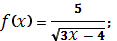 f(x) = 5 / √(3X − 4);